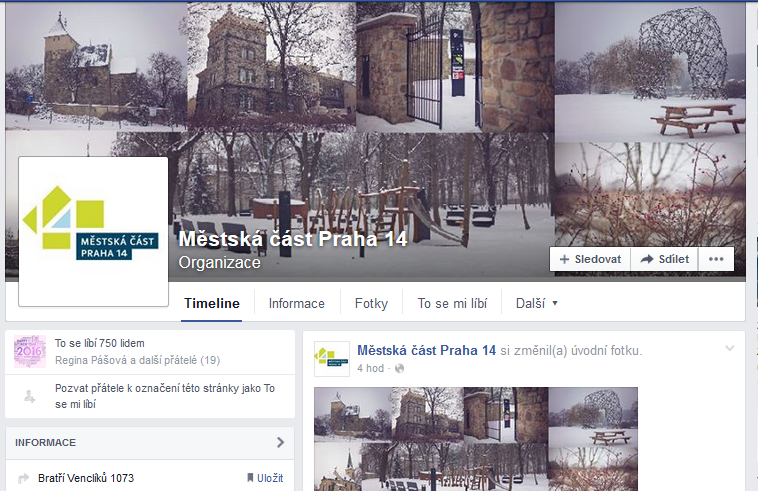 MĚSTSKÁ ČÁST
PRAHA 14
Městská část Praha 14
Organizace
Sledovat
Sdílet
Timeline
Informace
Fotky
To se mi líbí
Další
To se líbí 750 lidem
Regina Pášová a další přátelé (19)
Pozvat přátele k označení této stránky jako To
se mi líbí
INFORMACE
Bratří Venclíků 1073
Uložit
Městská část Praha 14 si změnil(a) úvodní fotku.
4 hod ·
2016